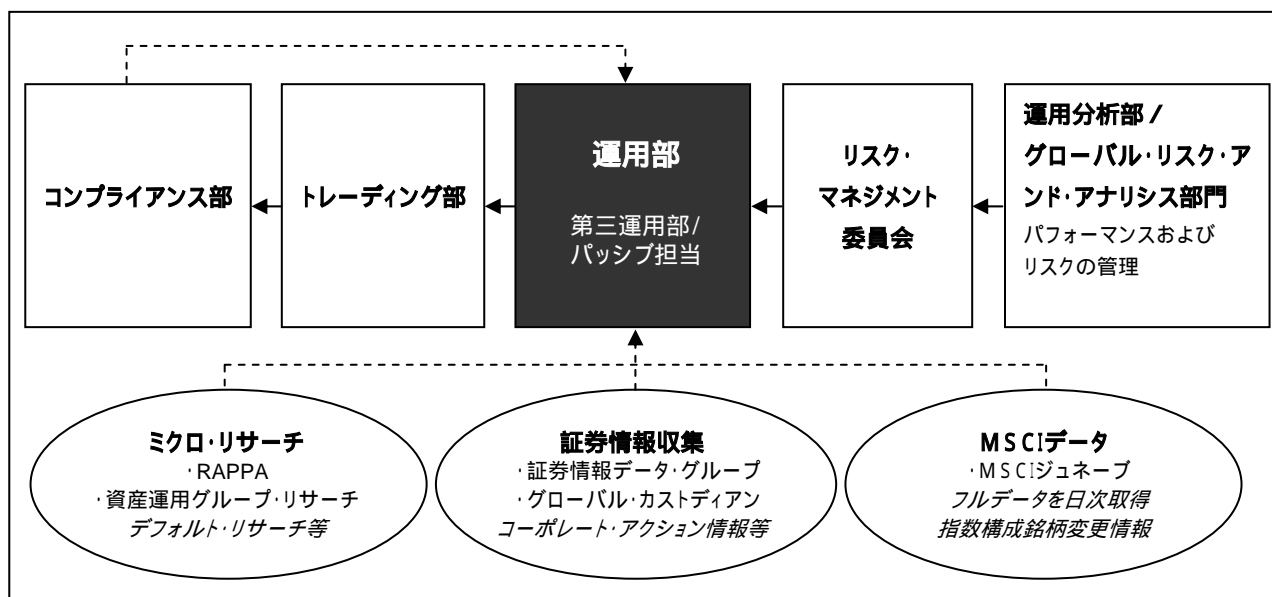 コンプライアンス部
トレーディング部
運用部
第三運用部/
パッシブ担当
リスク・
マネジメント
委員会
運用分析部/
グローバル・リスク・ア
ンド・アナリシス部門
パフォーマンスおよび
リスクの管理
ミクロ・リサーチ
・RAPPA
・資産運用グループ・リサーチ
デフォルト・リサーチ等
証券情報収集
・証券情報データ・グループ
・グローバル・カストディアン
コーポレート・アクション情報等
MSCIデータ
・MSCIジュネーブ
フルデータを日次取得
指数構成銘柄変更情報